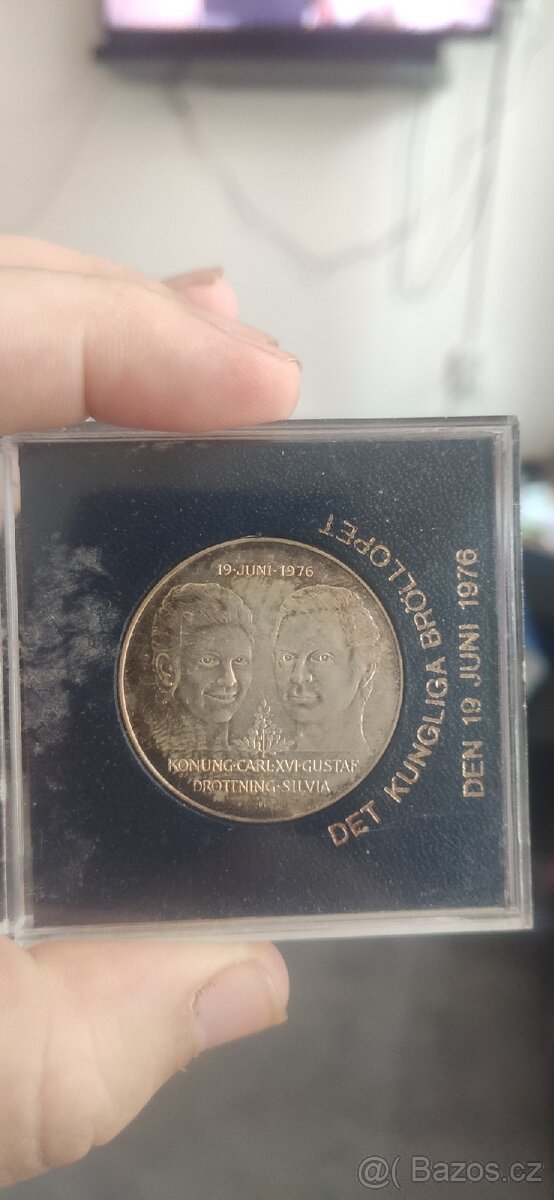 19·JUNI·1976
KONUNG·CARL·XVI·GUSTAF
DROTTNING·SILVIA
DET KUNGLIGA BRÖLLOPET
DEN 19 JUNI 1976
@( Bazos.cz